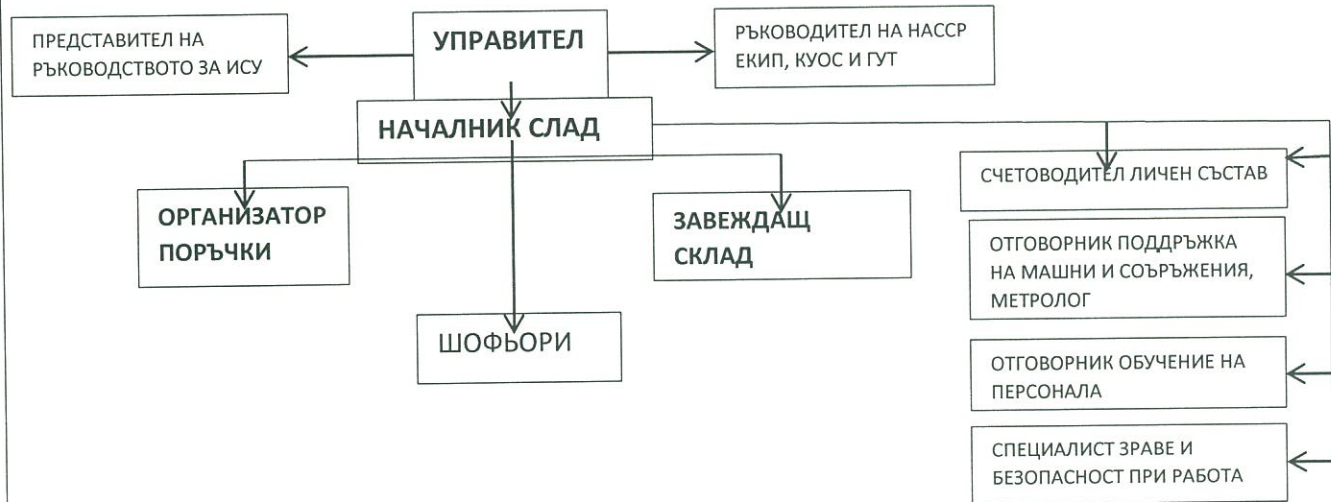 ПРЕДСТАВИТЕЛ НА
РЪКОВОДСТВОТО ЗА ИСУ
УПРАВИТЕЛ
РЪКОВОДИТЕЛ НА НАССР
ЕКИП, КУОС И ГУТ
НАЧАЛНИК СЛАД
ОРГАНИЗАТОР
ПОРЪЧКИ
ЗАВЕЖДАЩ
СКЛАД
ШОФЬОРИ
СЧЕТОВОДИТЕЛ ЛИЧЕН СЪСТАВ
ОТГОВОРНИК ПОДДРЪЖКА
НА МАШНИ И СОЪРЪЖЕНИЯ,
МЕТРОЛОГ
ОТГОВОРНИК ОБУЧЕНИЕ НА
ПЕРСОНАЛА
СПЕЦИАЛИСТ ЗРАВЕ И
БЕЗОПАСНОСТ ПРИ РАБОТА